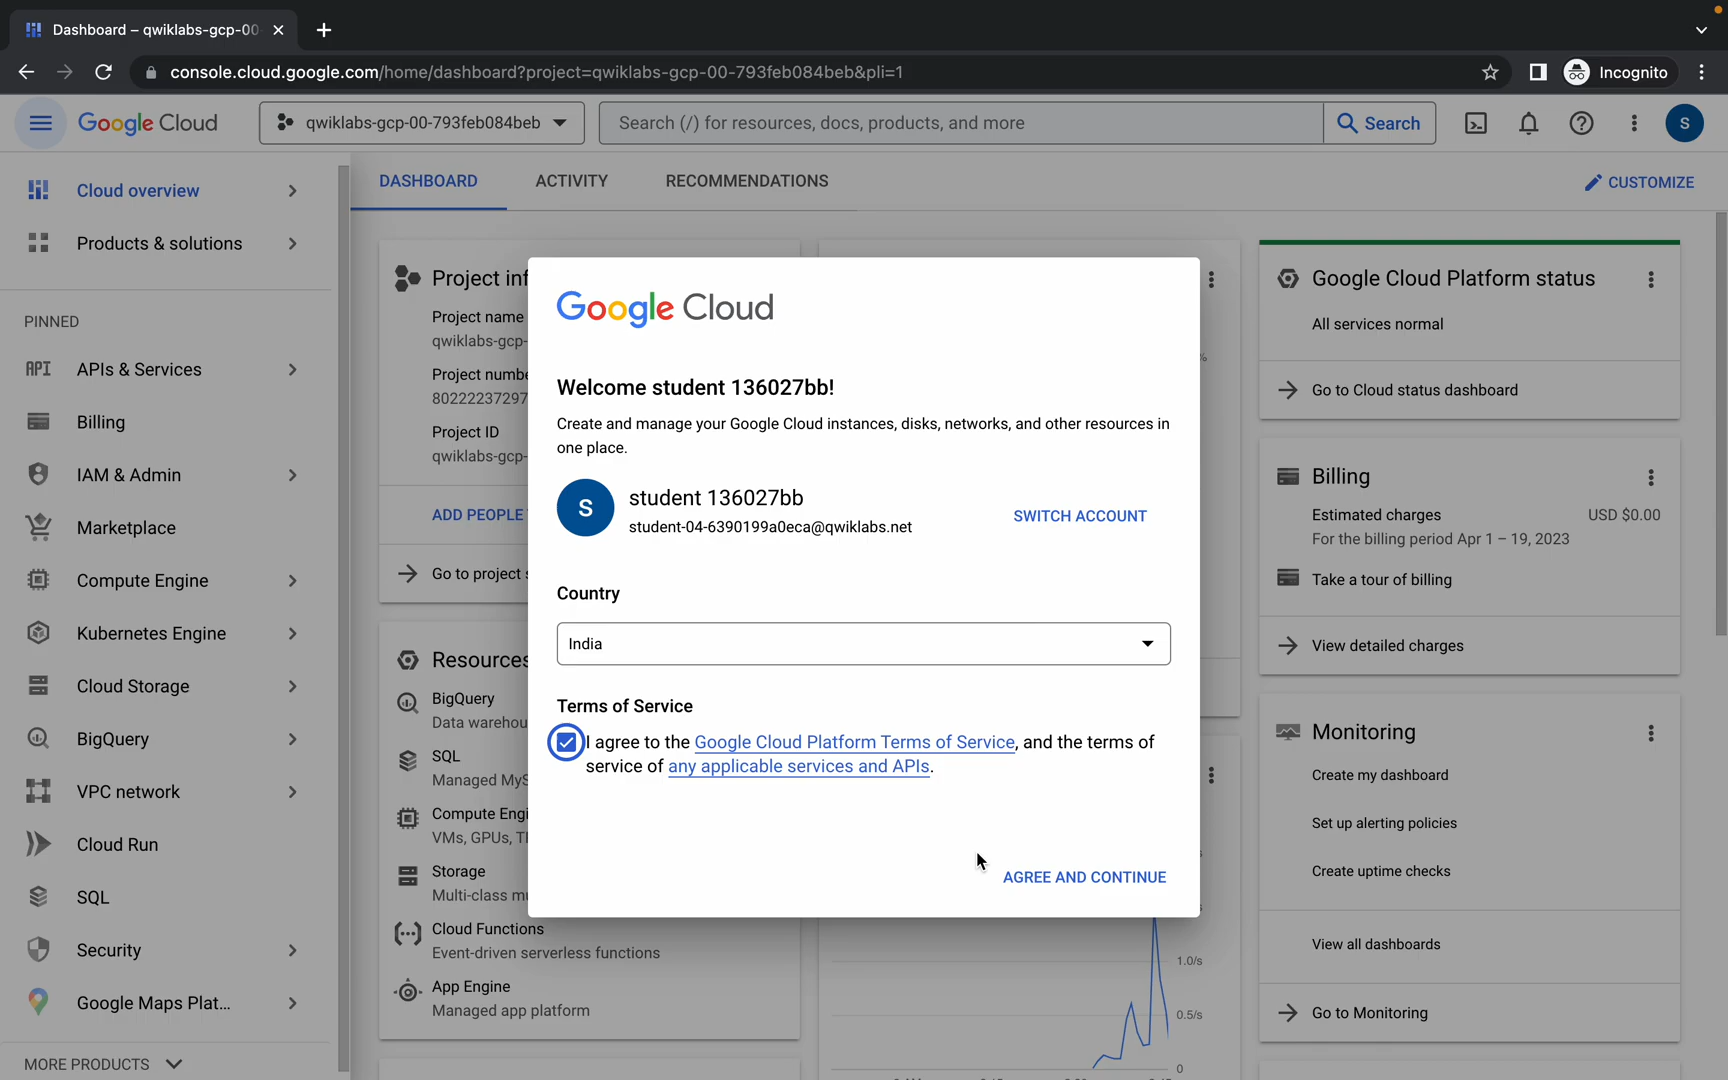 Dashboard – qwiklabs-gcp-00
console.cloud.google.com/home/dashboard?project=qwiklabs-gcp-00-793feb084beb&pli=1
Incognito
Google Cloud
qwiklabs-gcp-00-793feb084beb
Search (/) for resources, docs, products, and more
Search
S
Cloud overview
Products & solutions
PINNED
API
APIs & Services
Billing
IAM & Admin
Marketplace
Compute Engine
Kubernetes Engine
Cloud Storage
BigQuery
VPC network
Cloud Run
SQL
Security
Google Maps Plat...
MORE PRODUCTS
DASHBOARD
ACTIVITY
RECOMMENDATIONS
CUSTOMIZE
Project inf
Project name
qwiklabs-gcp-
Project numbe
80222237297
Project ID
qwiklabs-gcp-
ADD PEOPLE
Go to project s
Resources
BigQuery
Data warehou
SQL
Managed MyS
Compute Engi
VMs, GPUs, T
Storage
Multi-class mu
Cloud Functions
Event-driven serverless functions
App Engine
Managed app platform
Google Cloud
Welcome student 136027bb!
Create and manage your Google Cloud instances, disks, networks, and other resources in
one place.
S
student 136027bb
student-04-6390199a0eca@qwiklabs.net
SWITCH ACCOUNT
Country
India
Terms of Service
I agree to the Google Cloud Platform Terms of Service, and the terms of
service of any applicable services and APIs.
AGREE AND CONTINUE
%
1.0/s
0.5/s
0
Google Cloud Platform status
All services normal
Go to Cloud status dashboard
Billing
Estimated charges
USD $0.00
For the billing period Apr 1 – 19, 2023
Take a tour of billing
View detailed charges
Monitoring
Create my dashboard
Set up alerting policies
Create uptime checks
View all dashboards
Go to Monitoring